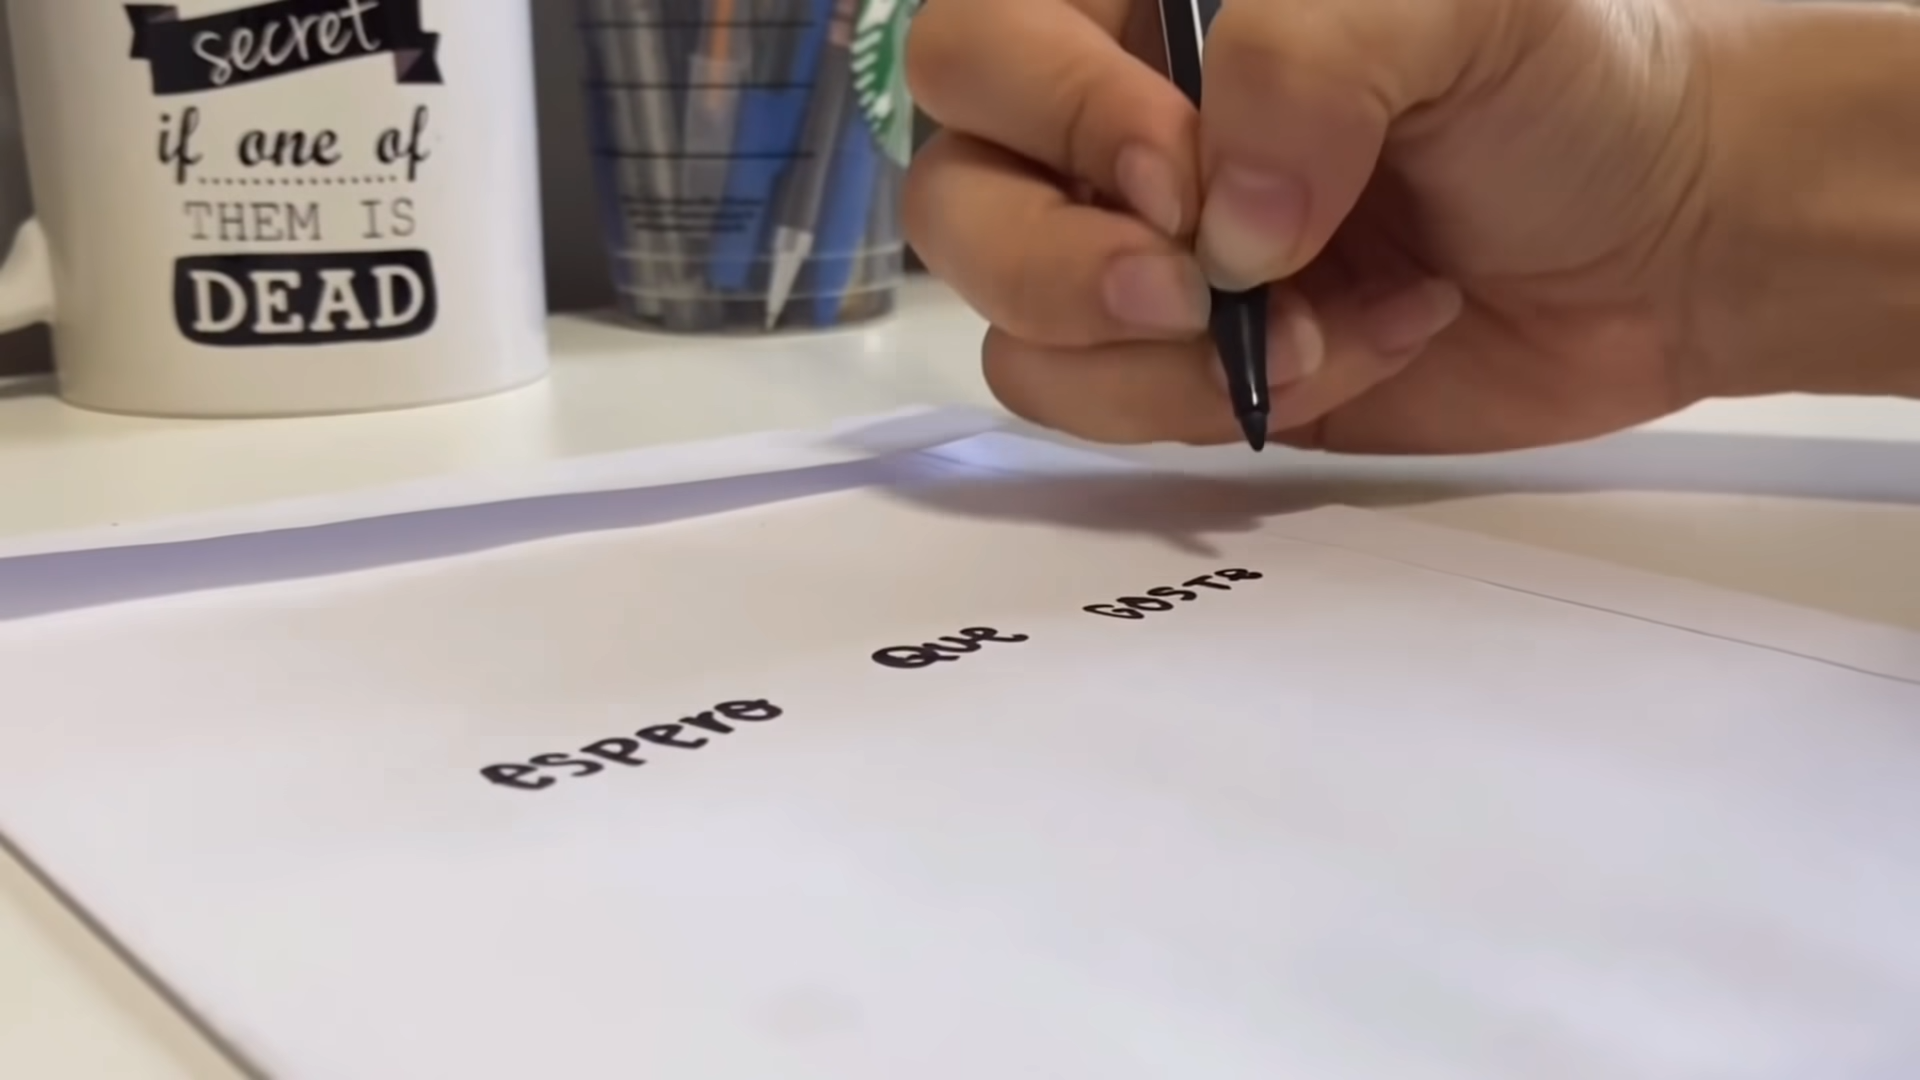 secret
if one of
THEM IS
DEAD
espero Que GOSTE